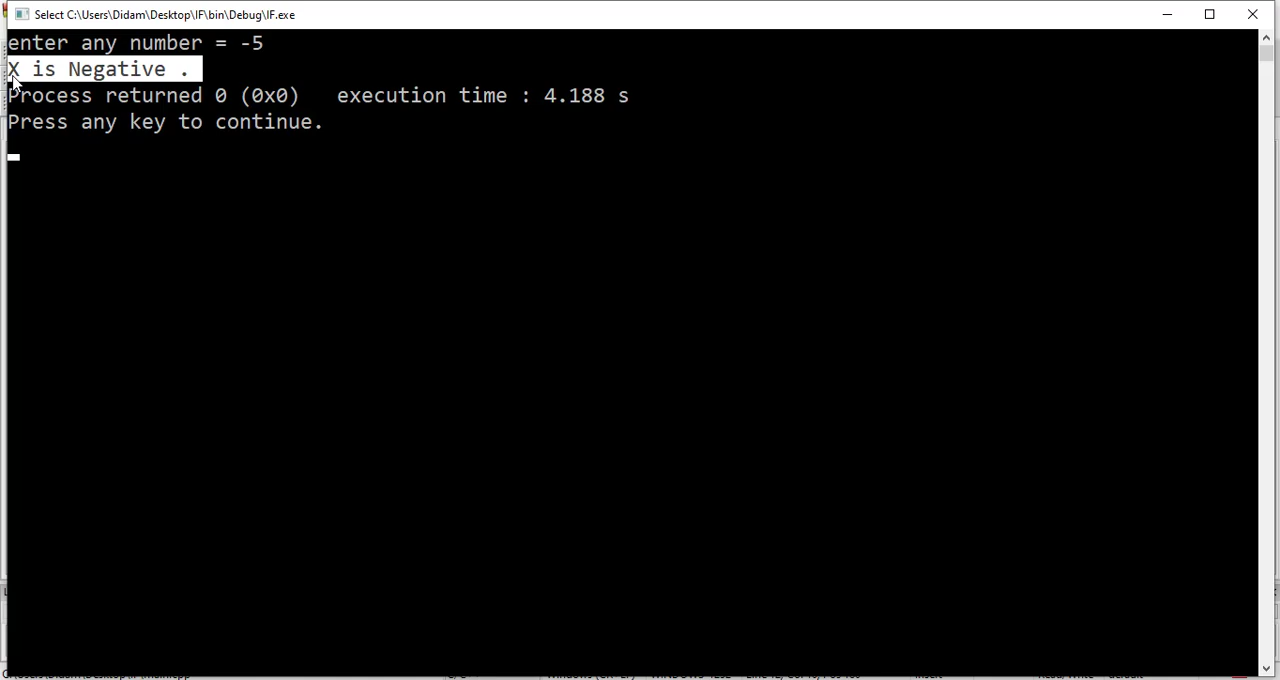 Select C:\Users\Didam\Desktop\IF\bin\Debug\IF.exe
enter any number = -5
X is Negative .
Process returned 0 (0x0)   execution time : 4.188 s
Press any key to continue.